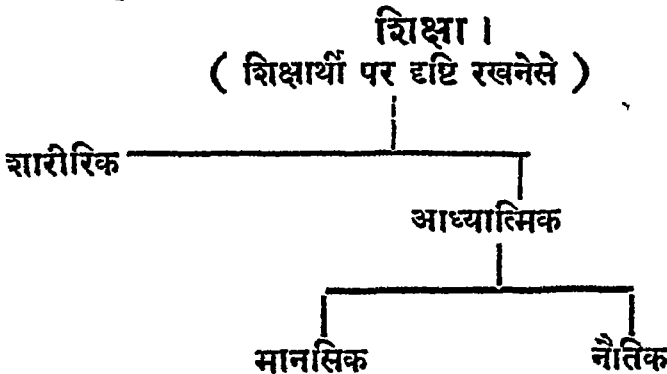 शिक्षा ।
( शिक्षार्थी पर दृष्टि रखनेसे )
शारीरिक
आध्यात्मिक
मानसिक
नैतिक